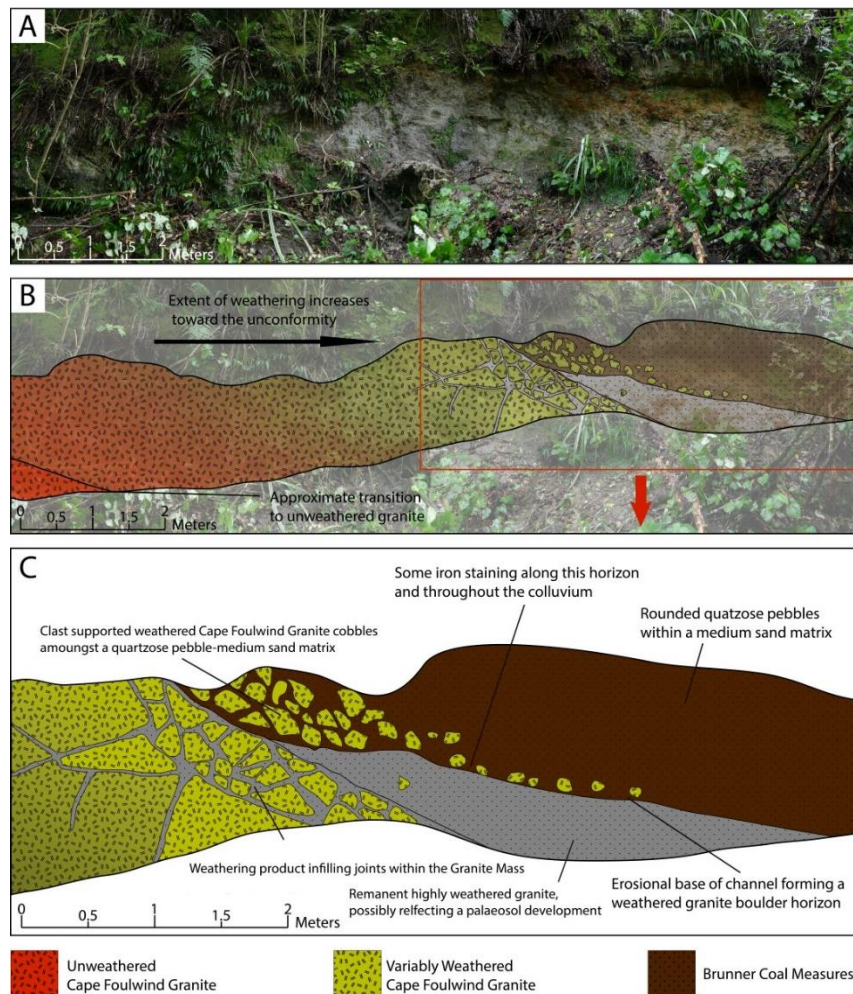 A
0 0.5 1 1.5 2
Meters
B
Extent of weathering increases
toward the unconformity
Approximate transition
to unweathered granite
0 0.5 1 1.5 2
Meters
C
Some iron staining along this horizon
and throughout the colluvium
Rounded quatzose pebbles
within a medium sand matrix
Clast supported weathered Cape Foulwind Granite cobbles
amongst a quartzose pebble-medium sand matrix
Weathering product infilling joints within the Granite Mass
Remanent highly weathered granite,
possibly relfecting a palaeosol development
Erosional base of channel forming a
weathered granite boulder horizon
0 0,5 1 1,5 2
Meters
Unweathered
Cape Foulwind Granite
Variably Weathered
Cape Foulwind Granite
Brunner Coal Measures